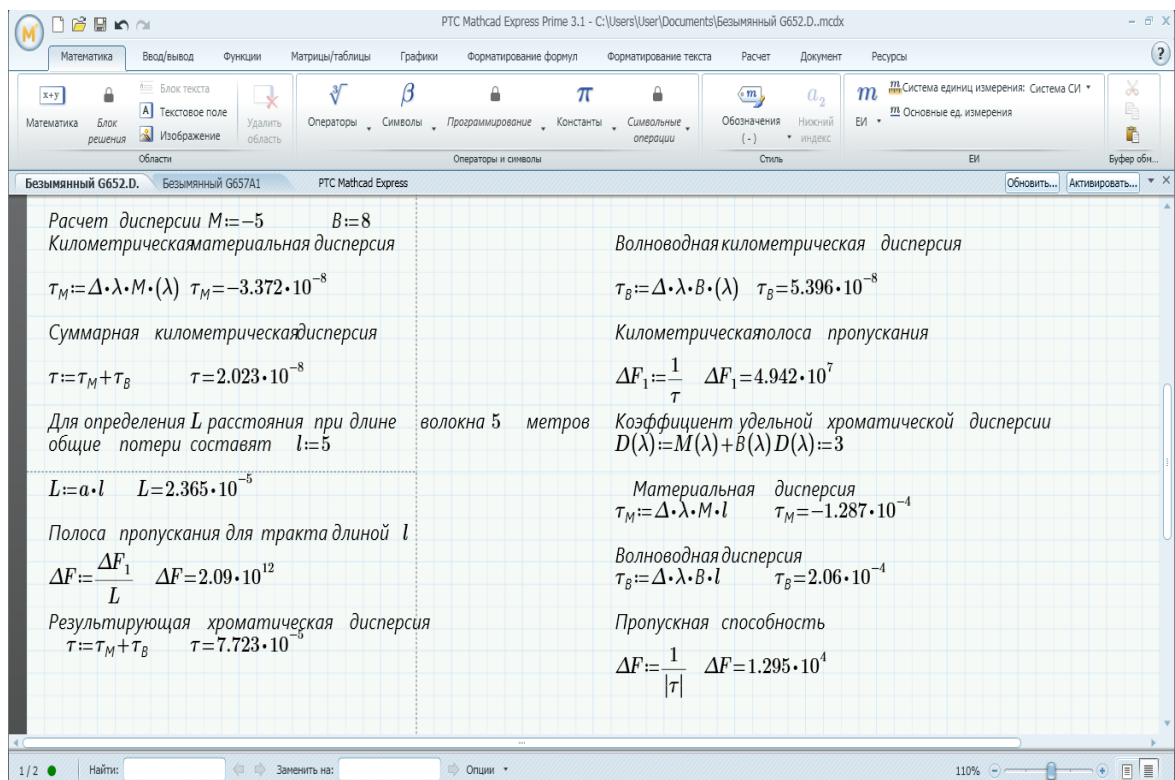 PTC Mathcad Express Prime 3.1 - C:\Users\User\Documents\Безымянный G652.D..mcdx
Математика Ввод/вывод Функции Матрицы/таблицы Графики Форматирование формул Форматирование текста Расчет Документ Ресурсы
Математика
Блок решения
Блок текста
Текстовое поле
Изображение
Удалить область
Области
Операторы Символы Программирование Константы Символьные операции
Операторы и символы
Обозначения ( - )
Нижний индекс
Стиль
ЕИ
Система единиц измерения: Система СИ
Основные ед. измерения
ЕИ
Буфер обн...
Безымянный G652.D. Безымянный G657A1 PTC Mathcad Express Обновить... Активировать...
Расчет дисперсии M:=−5 B:=8
Километрическаяматериальная дисперсия
τM:=Δ•λ•M•(λ) τM=−3.372•10^−8
Суммарная километрическаядисперсия
τ:=τM+τB τ=2.023•10^−8
Для определения L расстояния при длине волокна 5 метров
общие потери составят l:=5
L:=a•l L=2.365•10^−5
Полоса пропускания для тракта длиной l
ΔF:=ΔF1/L ΔF=2.09•10^12
Результирующая хроматическая дисперсия
τ:=τM+τB τ=7.723•10^−5
Волноводная километрическая дисперсия
τB:=Δ•λ•B•(λ) τB=5.396•10^−8
Километрическаяполоса пропускания
ΔF1:=1/τ ΔF1=4.942•10^7
Коэффициент удельной хроматической дисперсии
D(λ):=M(λ)+B(λ) D(λ):=3
Материальная дисперсия
τM:=Δ•λ•M•l τM=−1.287•10^−4
Волноводная дисперсия
τB:=Δ•λ•B•l τB=2.06•10^−4
Пропускная способность
ΔF:=1/|τ| ΔF=1.295•10^4
1 / 2 Найти: Заменить на: Опции 110%